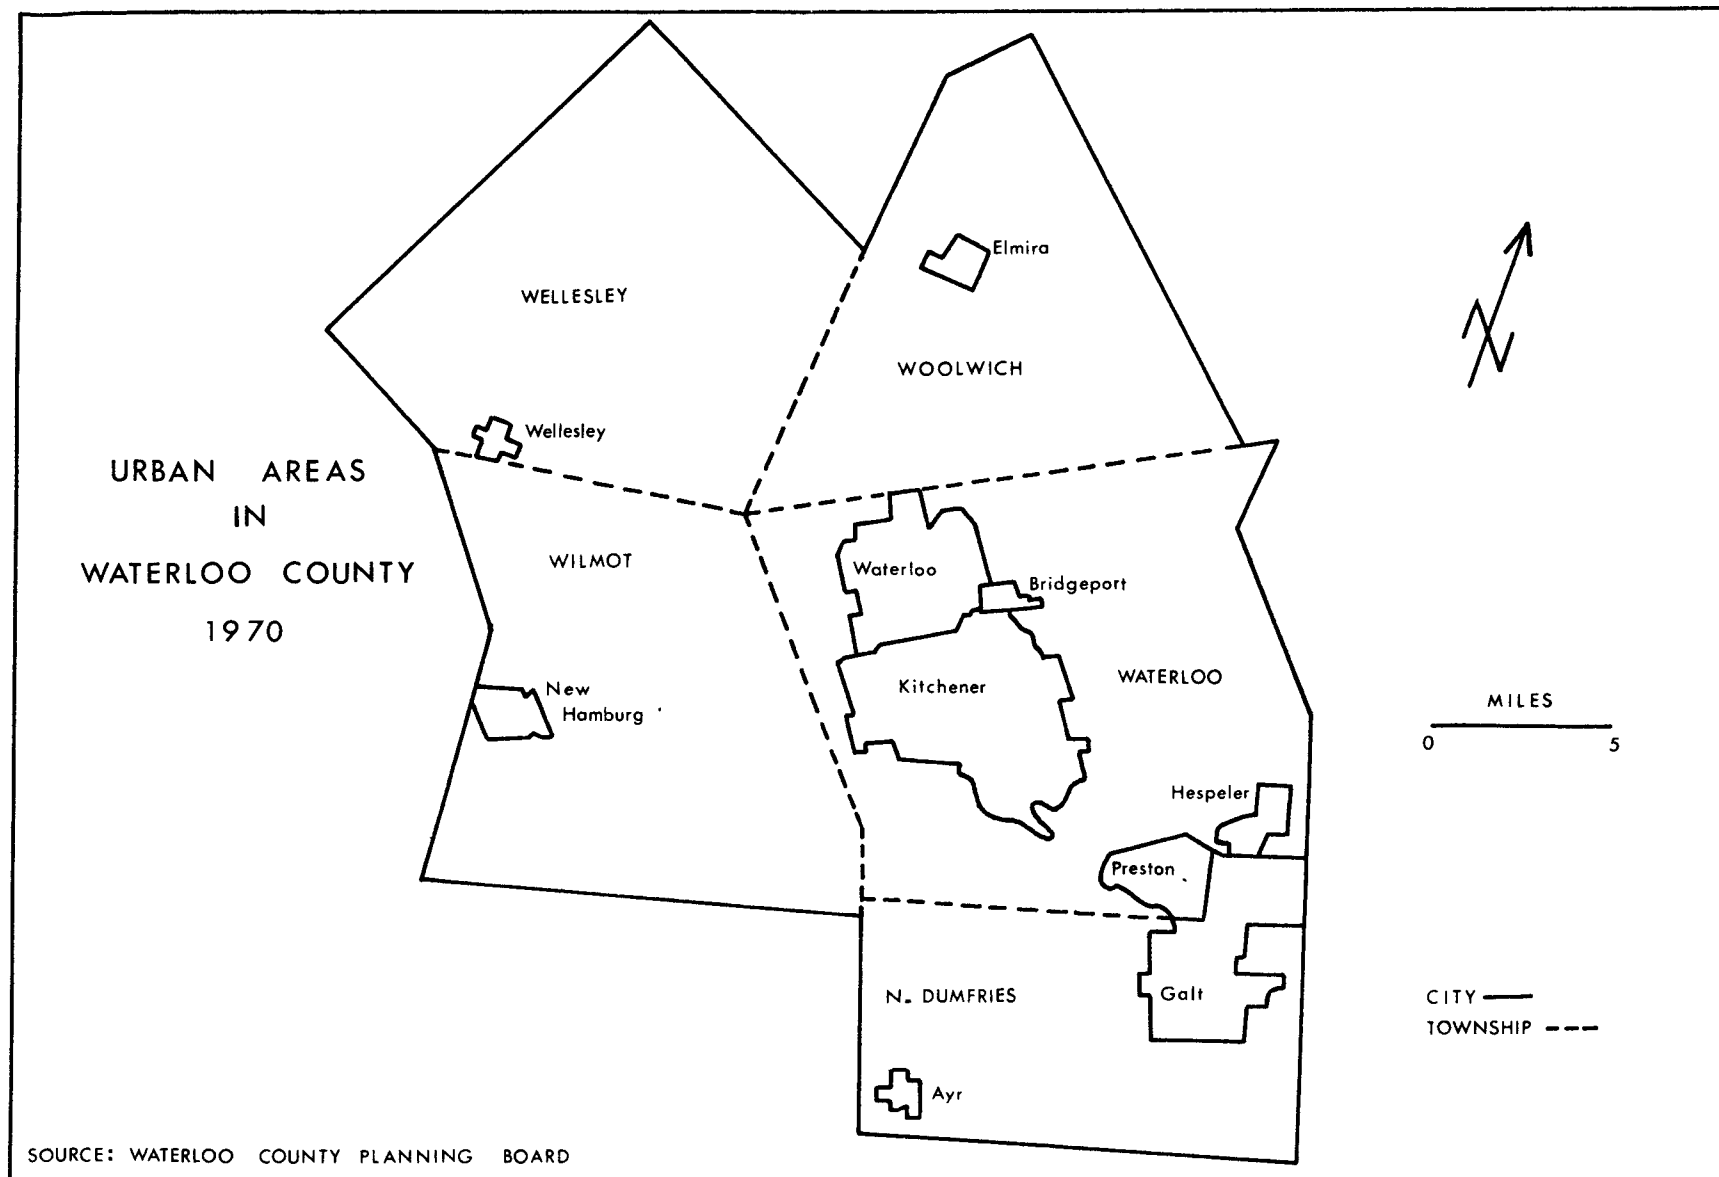 URBAN AREAS
IN
WATERLOO COUNTY
1970
WELLESLEY
Wellesley
Elmira
WOOLWICH
WILMOT
New
Hamburg
Waterloo
Bridgeport
Kitchener
WATERLOO
Hespeler
Preston
Galt
N. DUMFRIES
Ayr
N
MILES
0 5
CITY
TOWNSHIP
SOURCE: WATERLOO COUNTY PLANNING BOARD